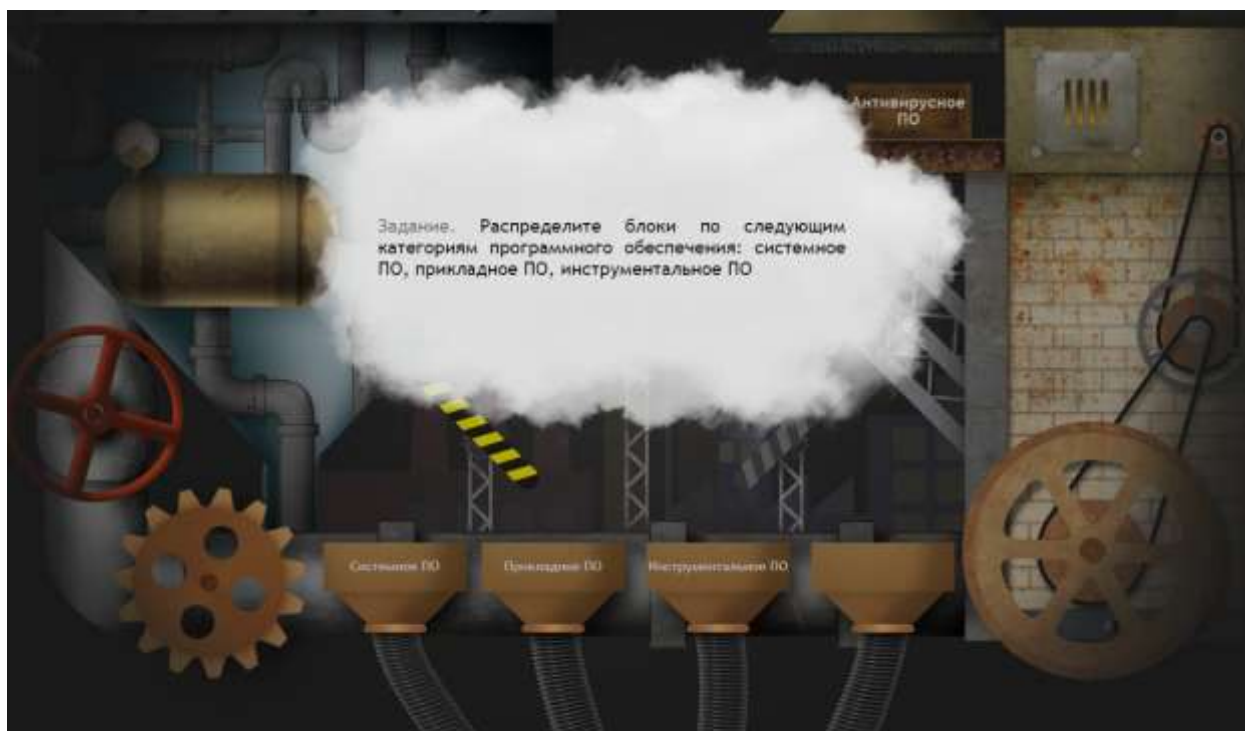 Антивирусное
ПО
Задание. Распределите блоки по следующим
категориям программного обеспечения: системное
ПО, прикладное ПО, инструментальное ПО
Системное ПО
Прикладное ПО
Инструментальное ПО